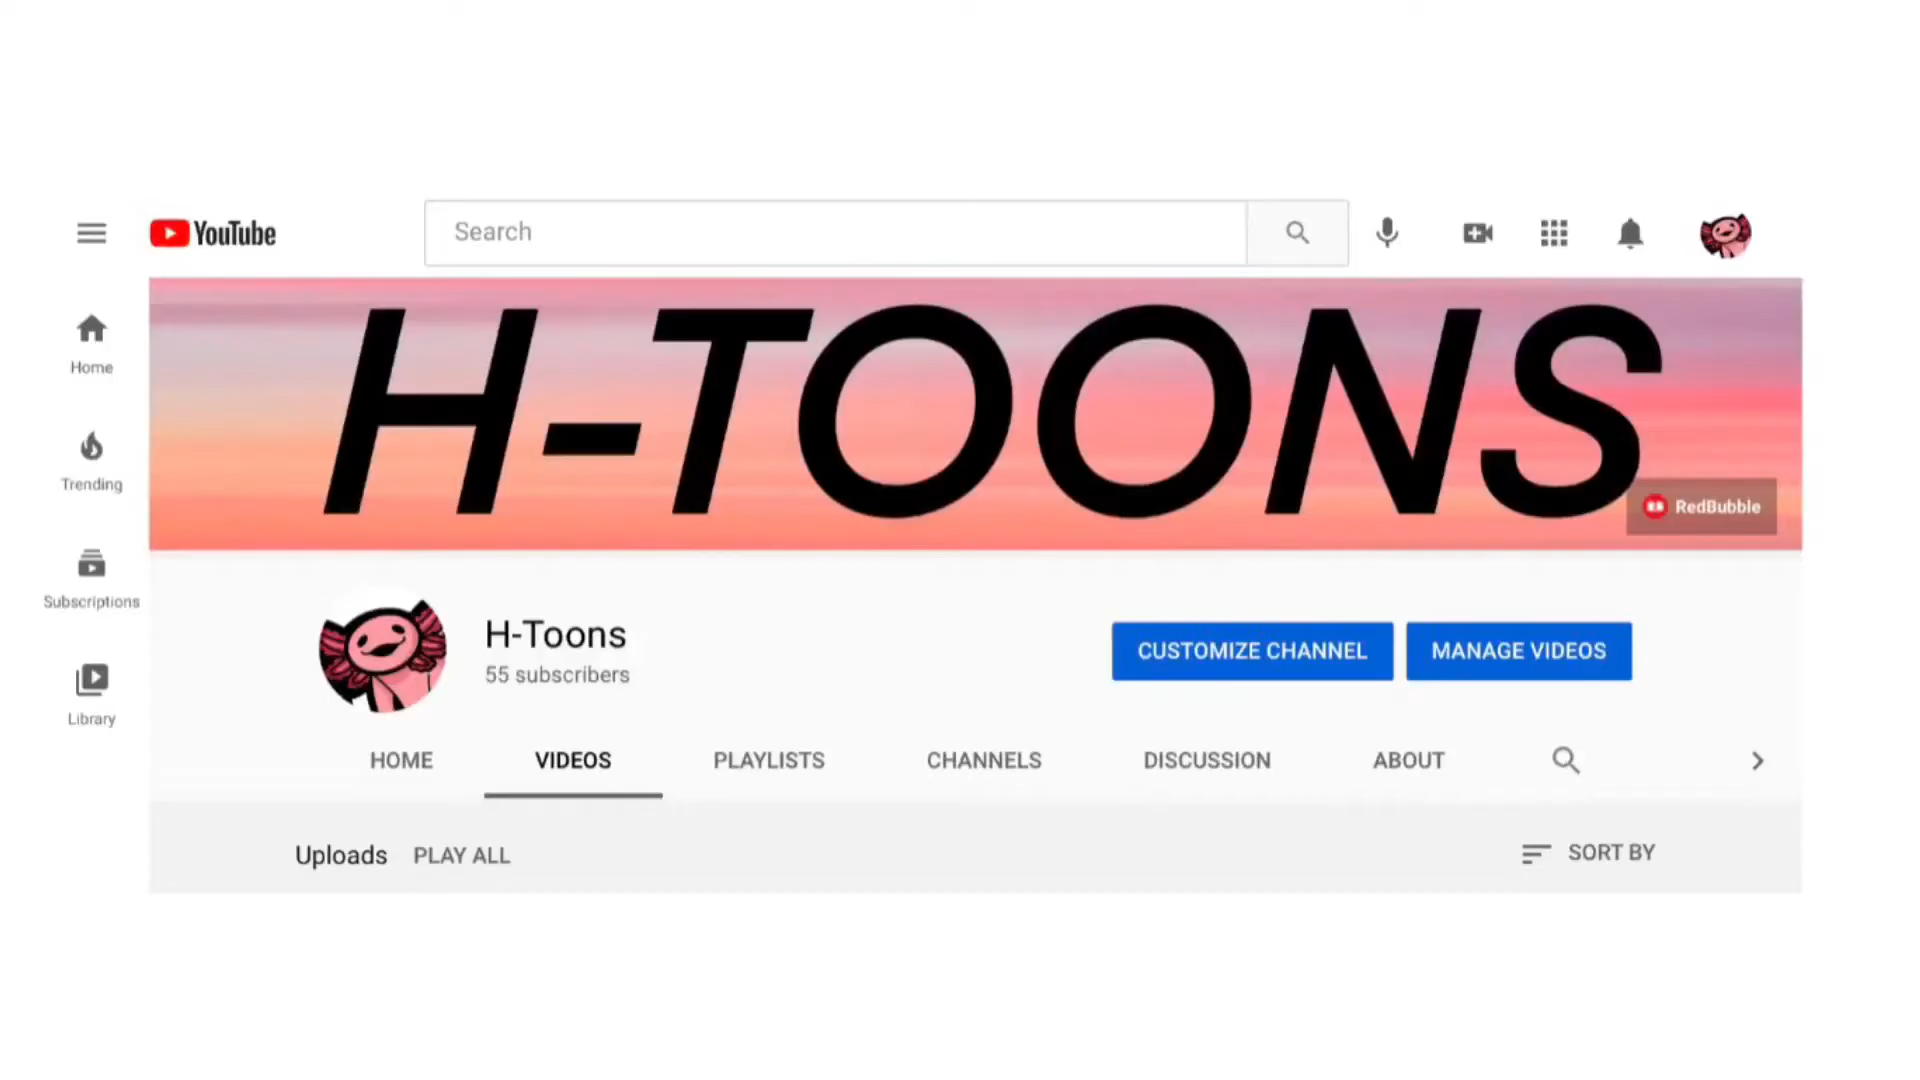 YouTube
Search
Home
Trending
Subscriptions
Library
H-TOONS
RedBubble
H-Toons
55 subscribers
CUSTOMIZE CHANNEL
MANAGE VIDEOS
HOME
VIDEOS
PLAYLISTS
CHANNELS
DISCUSSION
ABOUT
Uploads
PLAY ALL
SORT BY